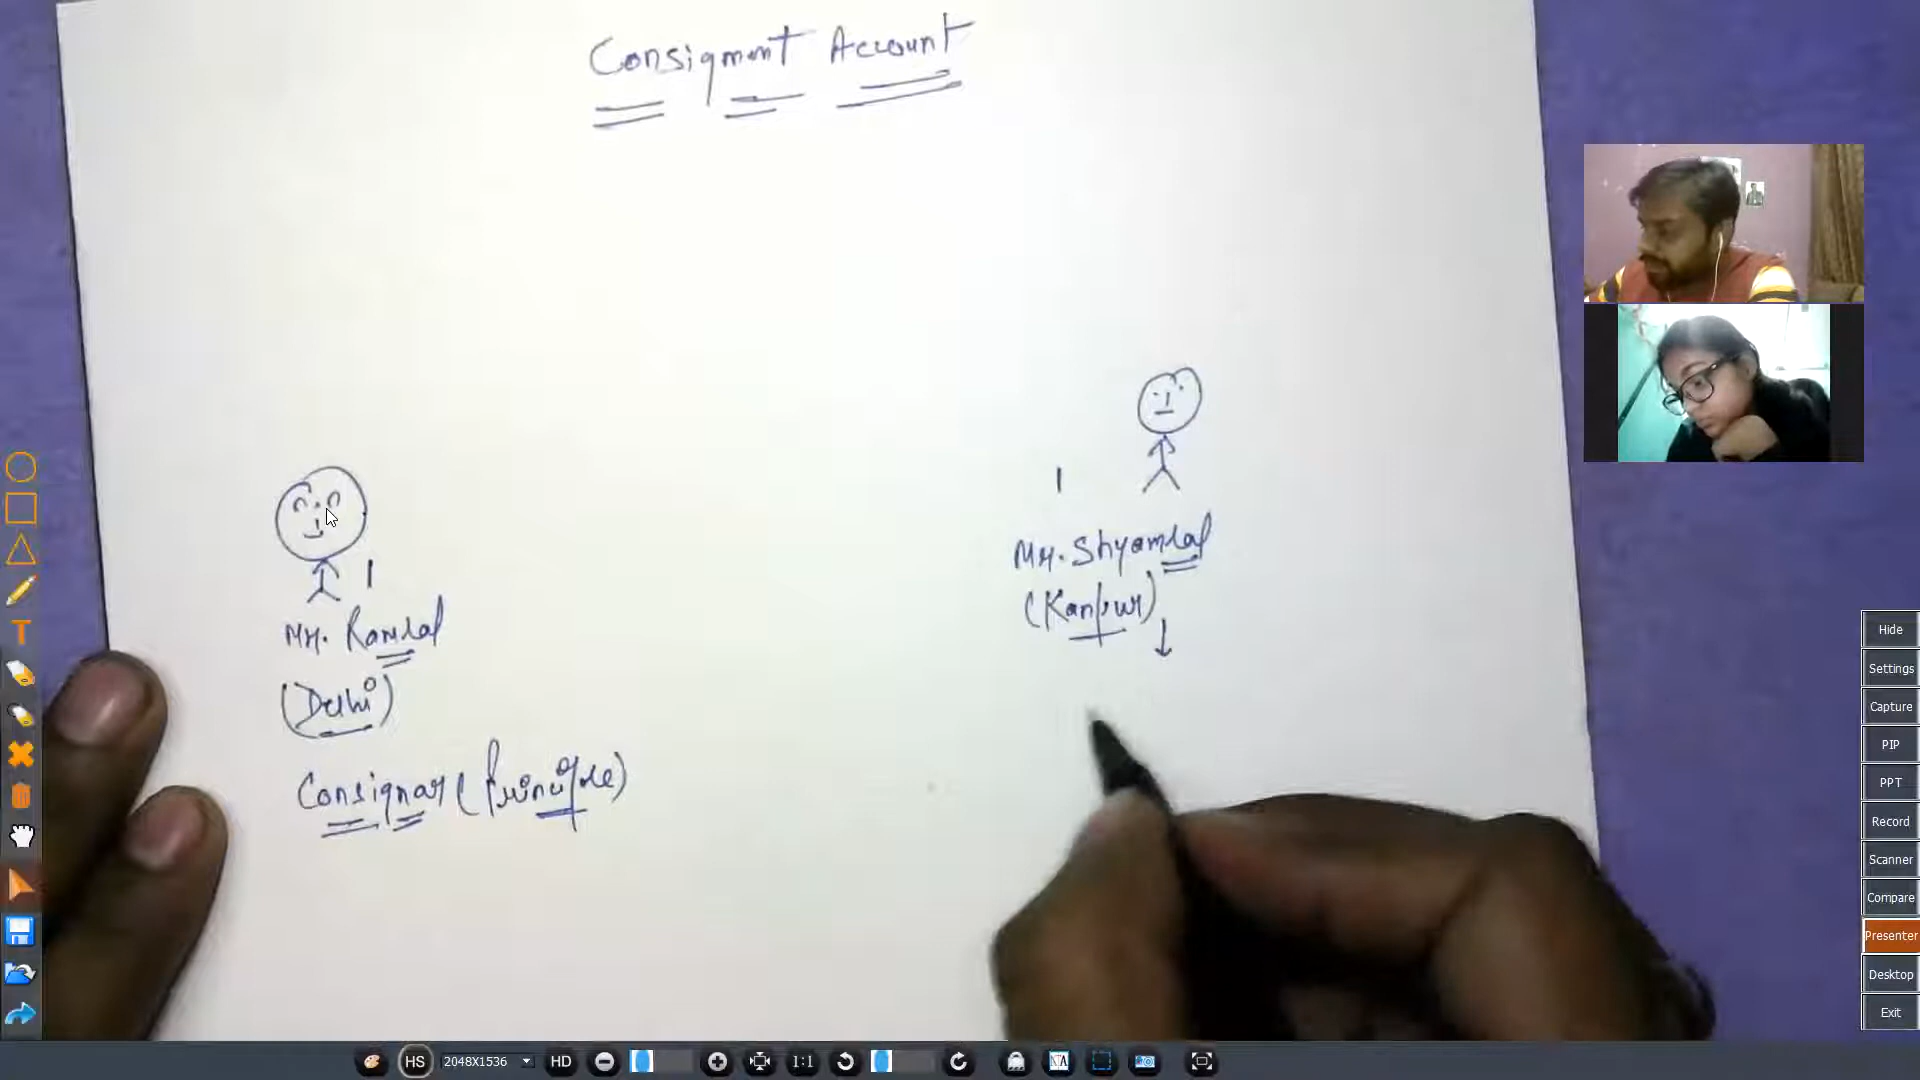 Consigment Account
Mr. Ramlal
(Delhi)
Consignar (Principle)
Mr. Shyamlal
(Kanpur)
T
Hide
Settings
Capture
PIP
PPT
Record
Scanner
Compare
Presenter
Desktop
Exit
HS 2048X1536 HD 1:1